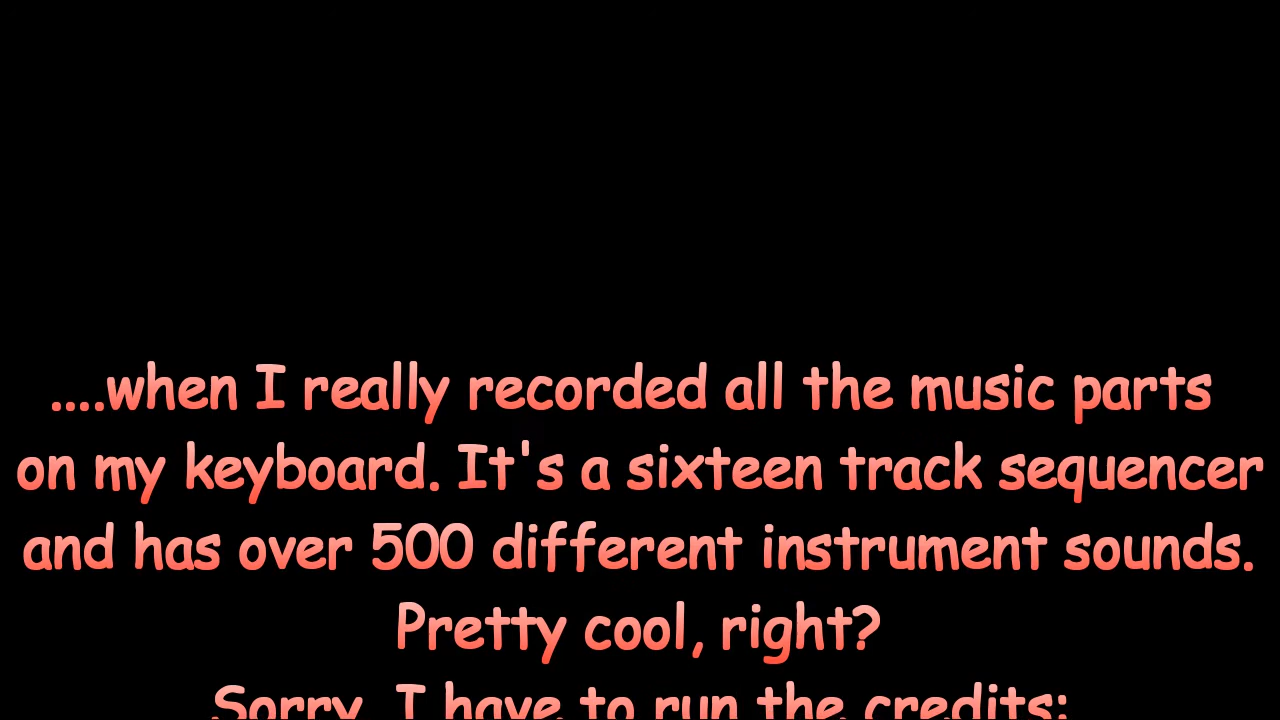 ....when I really recorded all the music parts
on my keyboard. It's a sixteen track sequencer
and has over 500 different instrument sounds.
Pretty cool, right?
Sorry, I have to run the credits: